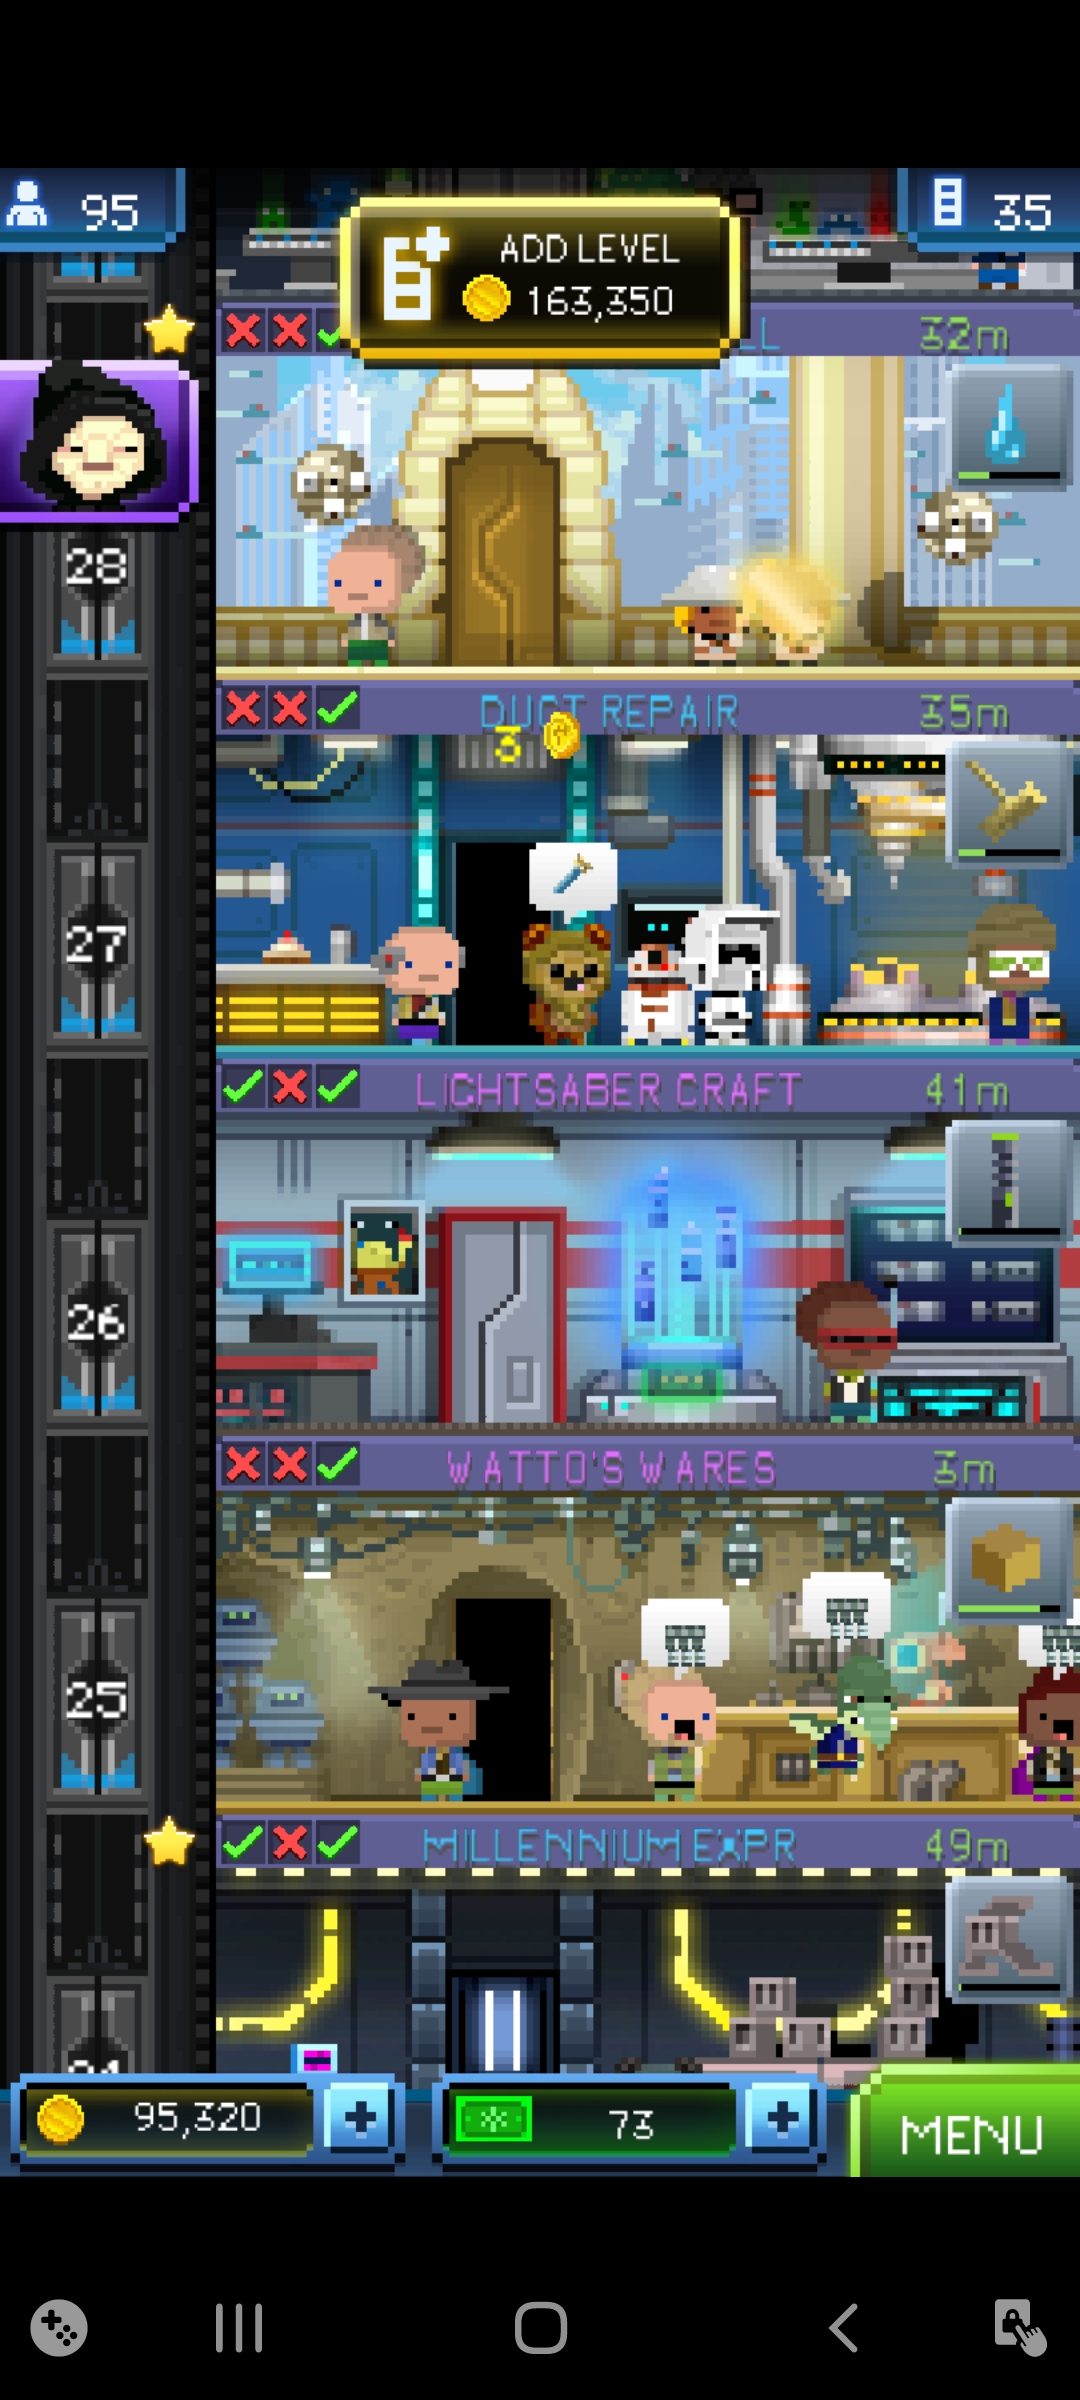 95
35
ADD LEVEL
163,350
LL 32m
28
DUCT REPAIR 35m
3
27
LIGHTSABER CRAFT 41m
26
WATTO'S WARES 3m
25
MILLENNIUM EXPR 49m
95,320
73
MENU